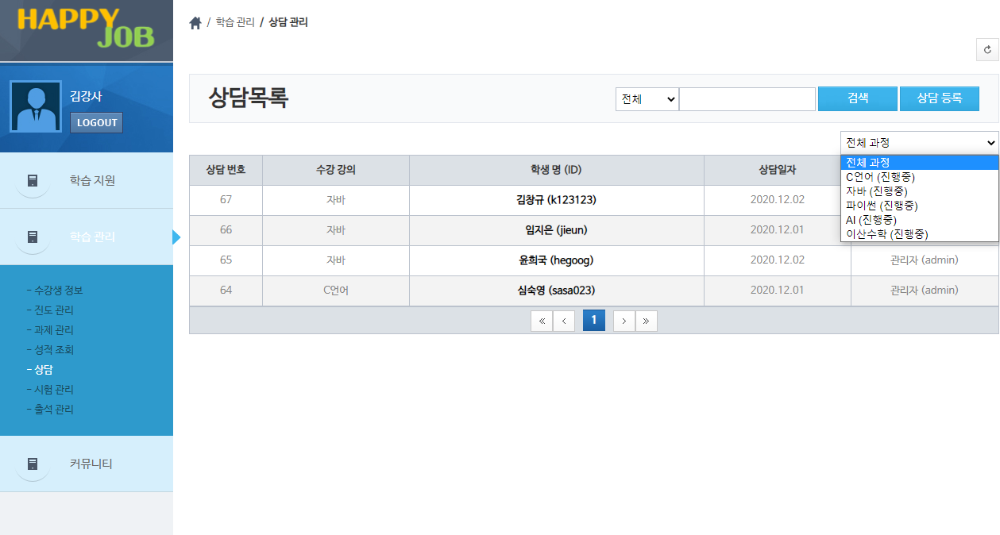 HAPPY
JOB
김강사
LOGOUT
학습 지원
학습 관리
- 수강생 정보
- 진도 관리
- 과제 관리
- 성적 조회
- 상담
- 시험 관리
- 출석 관리
커뮤니티
/ 학습 관리 / 상담 관리
상담목록
전체 검색 상담 등록
전체 과정
전체 과정
C언어 (진행중)
자바 (진행중)
파이썬 (진행중)
AI (진행중)
이산수학 (진행중)
상담 번호 수강 강의 학생 명 (ID) 상담일자
67 자바 김창규 (k123123) 2020.12.02
66 자바 임지은 (jieun) 2020.12.01
65 자바 윤희국 (hegoog) 2020.12.02 관리자 (admin)
64 C언어 심숙영 (sasa023) 2020.12.01 관리자 (admin)
« ‹ 1 › »